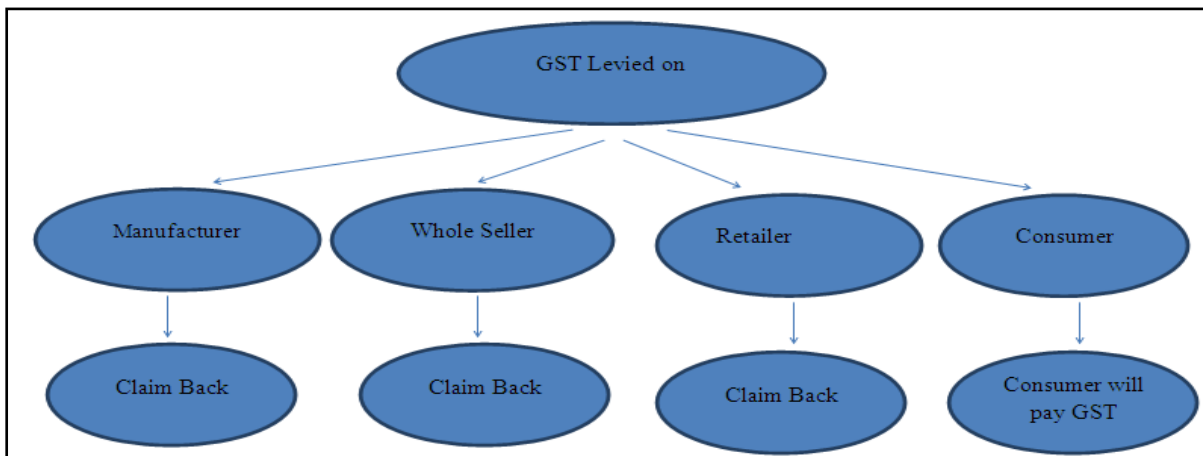 GST Levied on
Manufacturer
Whole Seller
Retailer
Consumer
Claim Back
Claim Back
Claim Back
Consumer will
pay GST